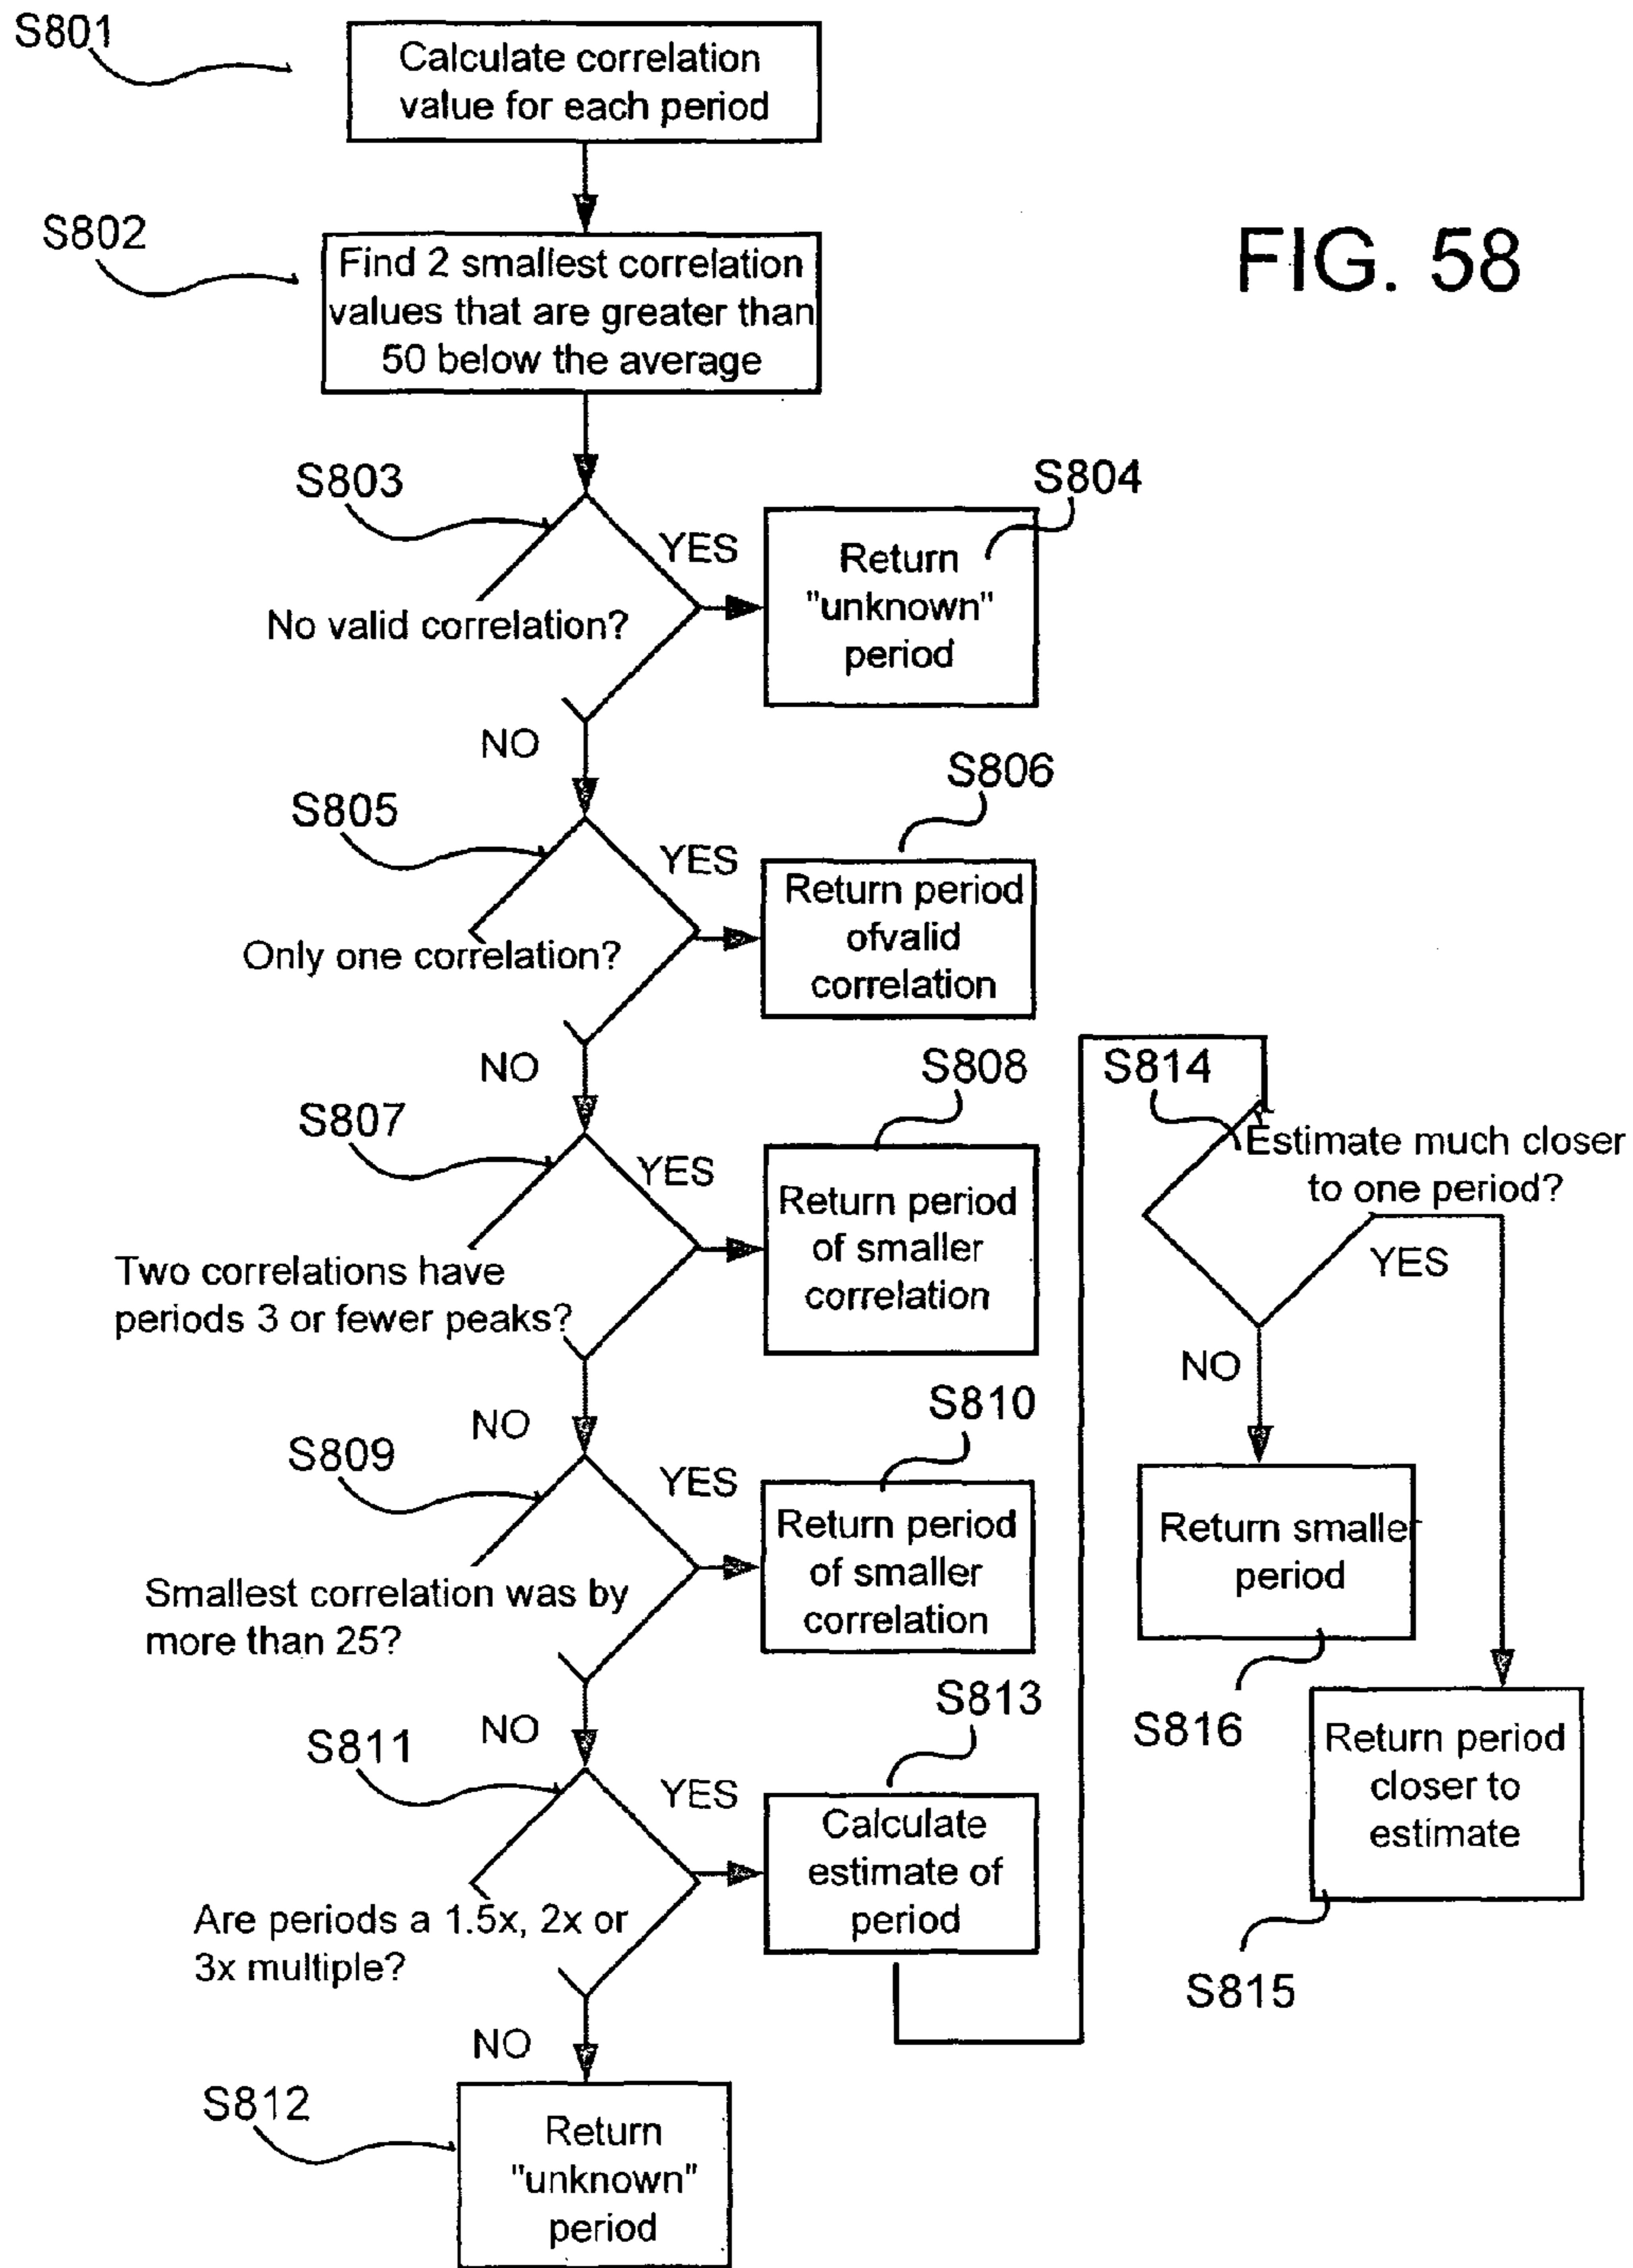 S801
Calculate correlation
value for each period
S802
Find 2 smallest correlation
values that are greater than
50 below the average
FIG. 58
S803
YES
No valid correlation?
NO
S804
Return
"unknown"
period
S805
YES
Only one correlation?
NO
S806
Return period
ofvalid
correlation
S807
YES
Two correlations have
periods 3 or fewer peaks?
NO
S808
Return period
of smaller
correlation
S809
YES
Smallest correlation was by
more than 25?
NO
S810
Return period
of smaller
correlation
S811
YES
Are periods a 1.5x, 2x or
3x multiple?
NO
S813
Calculate
estimate of
period
S812
Return
"unknown"
period
S814
Estimate much closer
to one period?
YES
NO
Return smaller
period
S816
Return period
closer to
estimate
S815